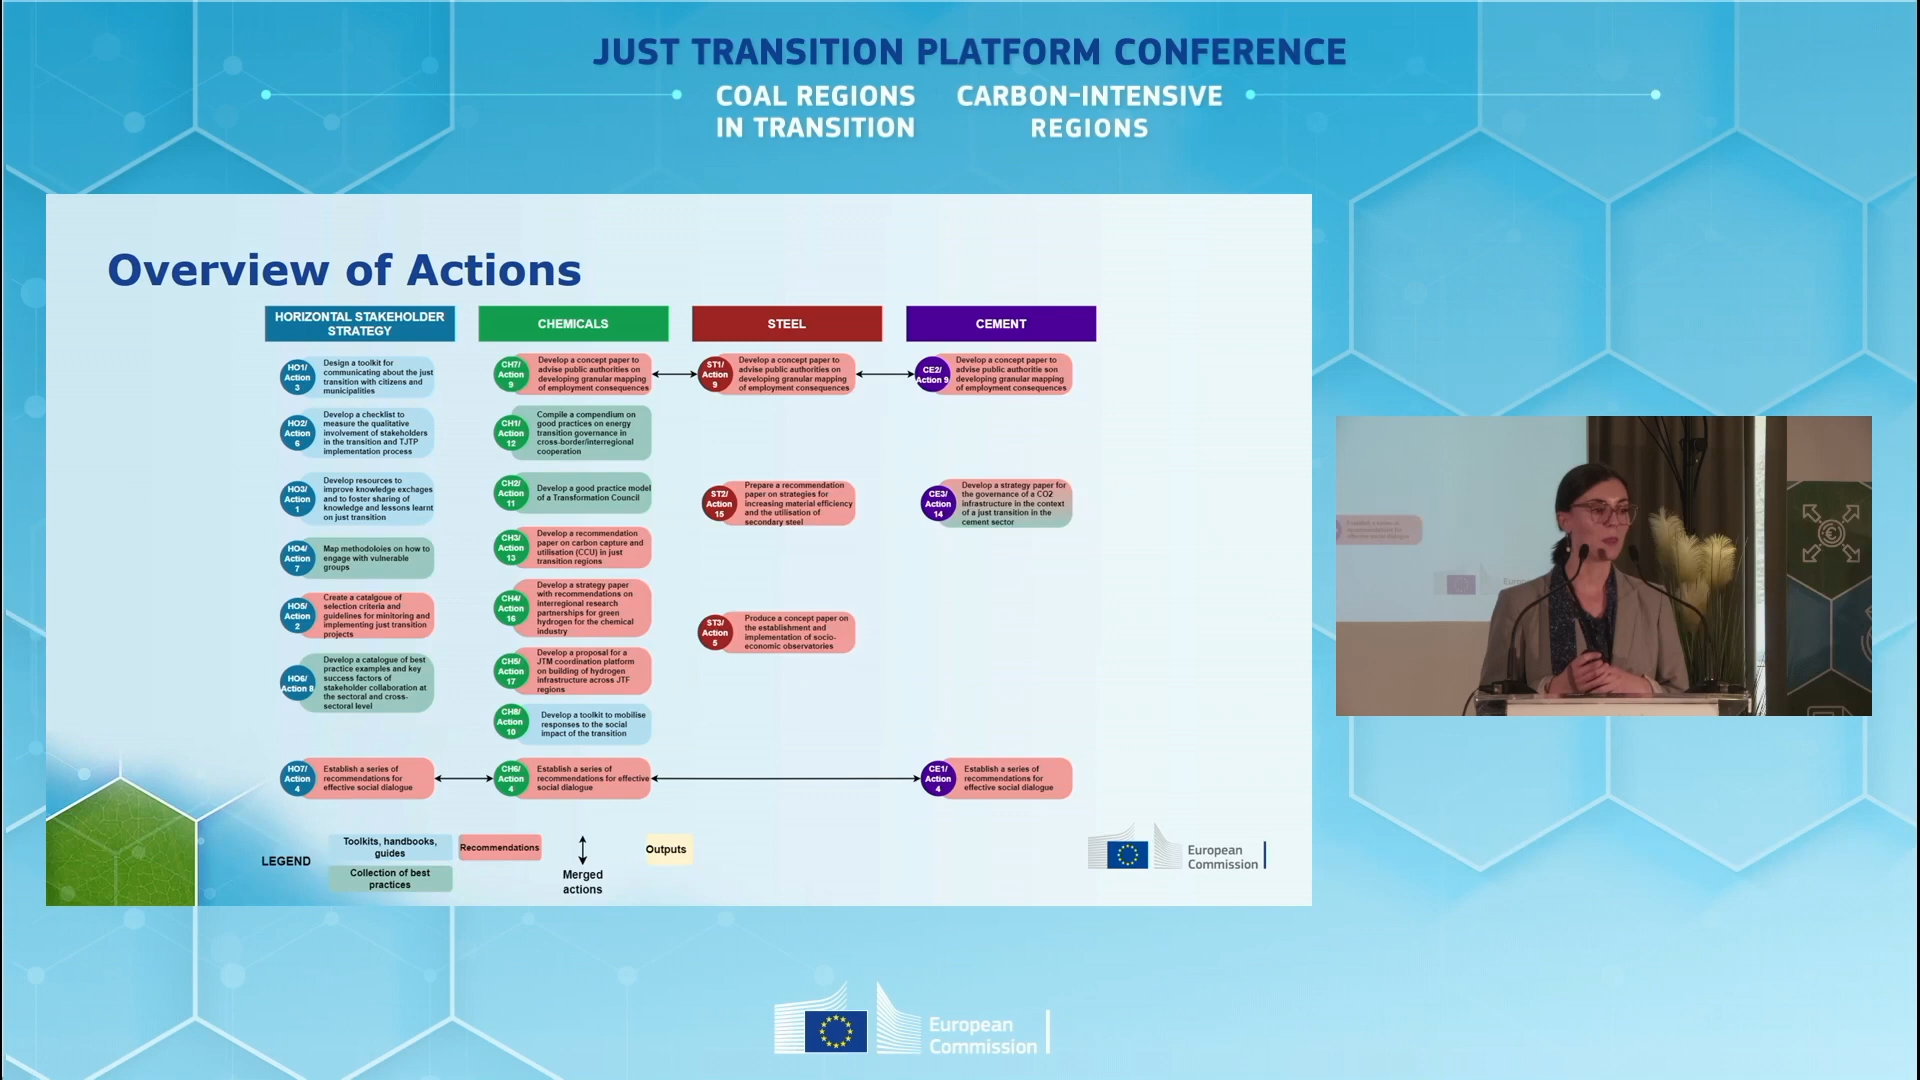 JUST TRANSITION PLATFORM CONFERENCE
COAL REGIONS
IN TRANSITION
CARBON-INTENSIVE
REGIONS
Overview of Actions
HORIZONTAL STAKEHOLDER
STRATEGY
CHEMICALS
STEEL
CEMENT
HO1/
Action
3
Design a toolkit for
communicating about the just
transition with citizens and
municipalities
HO2/
Action
6
Develop a checklist to
measure the qualitative
involvement of stakeholders
in the transition and TJTP
implementation process
HO3/
Action
1
Develop resources to
improve knowledge exchages
and to foster sharing of
knowledge and lessons learnt
on just transition
HO4/
Action
7
Map methodoloies on how to
engage with vulnerable
groups
HO5/
Action
2
Create a catalgoue of
selection criteria and
guidelines for minitoring and
implementing just transition
projects
HO6/
Action 8
Develop a catalogue of best
practice examples and key
success factors of
stakeholder collaboration at
the sectoral and cross-
sectoral level
HO7/
Action
4
Establish a series of
recommendations for
effective social dialogue
CH7/
Action
9
Develop a concept paper to
advise public authorities on
developing granular mapping
of employment consequences
CH1/
Action
12
Compile a compendium on
good practices on energy
transition governance in
cross-border/interregional
cooperation
CH2/
Action
11
Develop a good practice model
of a Transformation Council
CH3/
Action
13
Develop a recommendation
paper on carbon capture and
utilisation (CCU) in just
transition regions
CH4/
Action
16
Develop a strategy paper
with recommendations on
interregional research
partnerships for green
hydrogen for the chemical
industry
CH5/
Action
17
Develop a proposal for a
JTM coordination platform
on building of hydrogen
infrastructure across JTF
regions
CH8/
Action
10
Develop a toolkit to mobilise
responses to the social
impact of the transition
CH6/
Action
4
Establish a series of
recommendations for effective
social dialogue
ST1/
Action
9
Develop a concept paper to
advise public authorities on
developing granular mapping
of employment consequences
ST2/
Action
15
Prepare a recommendation
paper on strategies for
increasing material efficiency
and the utilisation of
secondary steel
ST3/
Action
5
Produce a concept paper on
the establishment and
implementation of socio-
economic observatories
CE2/
Action 9
Develop a concept paper to
advise public authoritie son
developing granular mapping
of employment consequences
CE3/
Action
14
Develop a strategy paper for
the governance of a CO2
infrastructure in the context
of a just transition in the
cement sector
CE1/
Action
4
Establish a series of
recommendations for
effective social dialogue
LEGEND
Toolkits, handbooks,
guides
Collection of best
practices
Recommendations
Merged
actions
Outputs
European
Commission
European
Commission